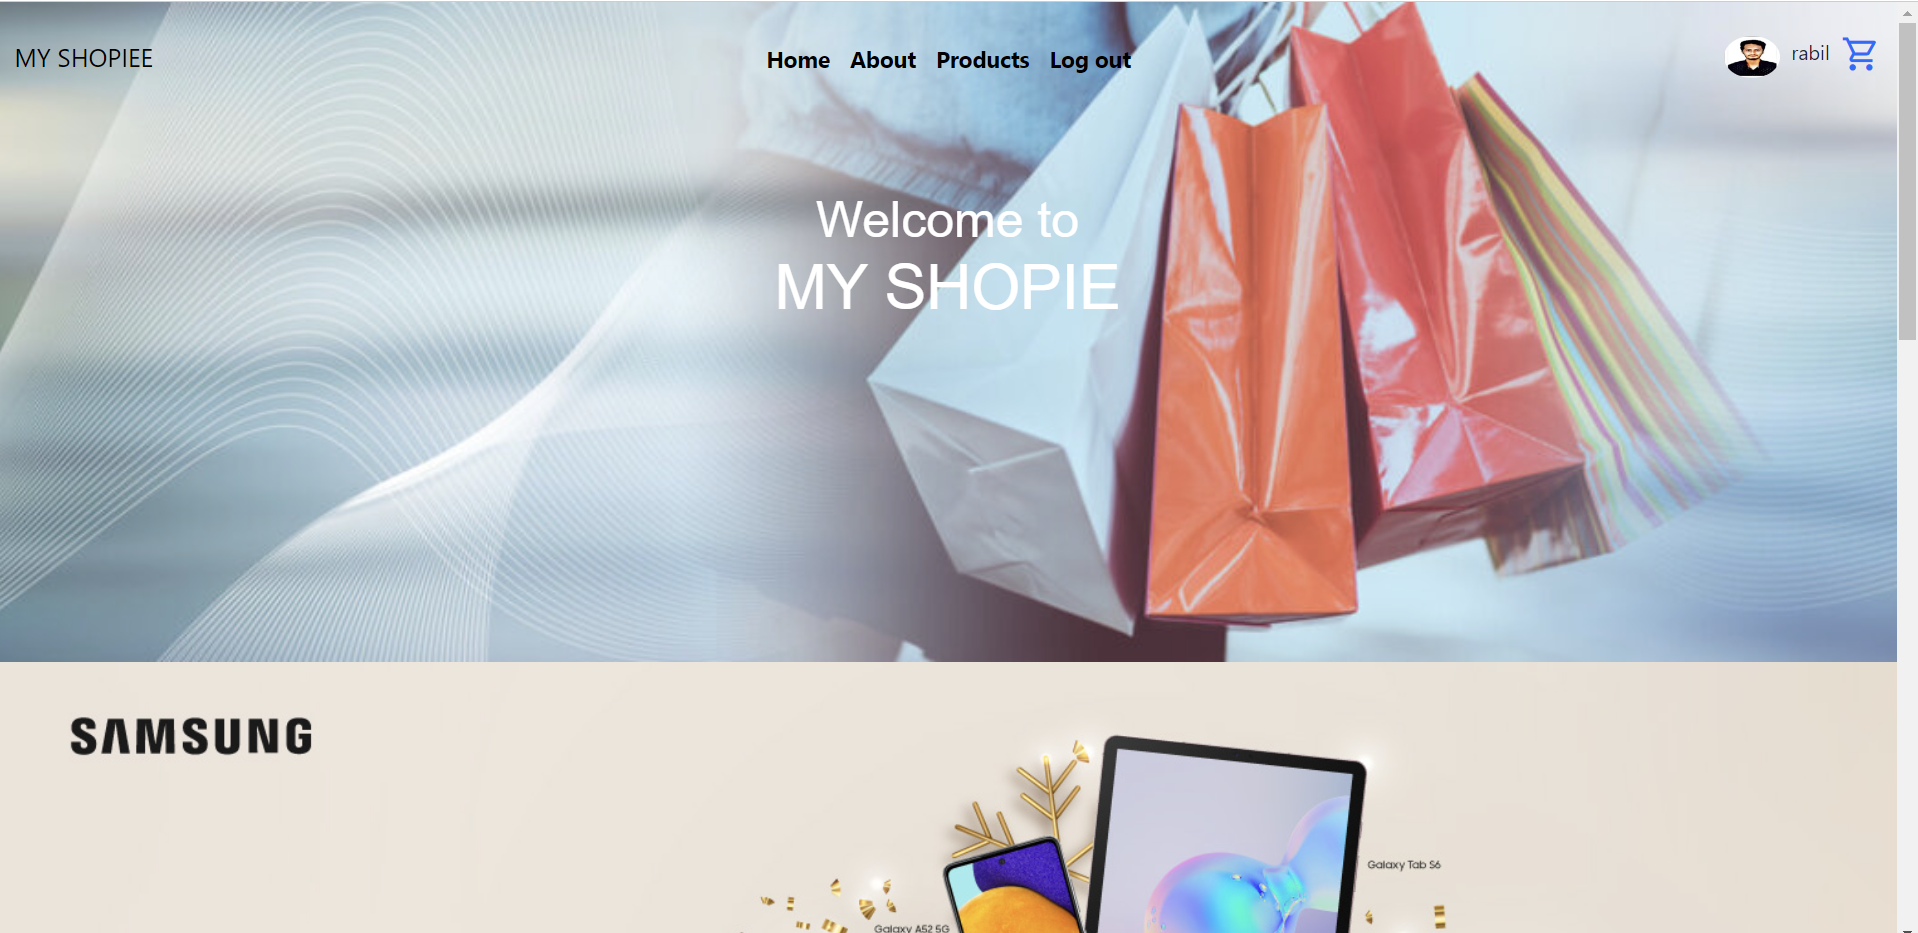 MY SHOPIEE
Home About Products Log out
rabil
Welcome to
MY SHOPIE
SAMSUNG
Galaxy Tab S6
Galaxy A52 5G